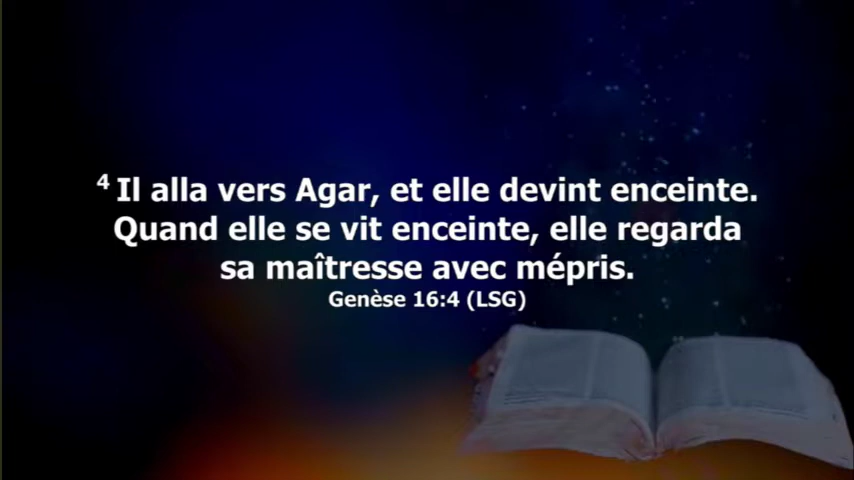 ⁴ Il alla vers Agar, et elle devint enceinte.
Quand elle se vit enceinte, elle regarda
sa maîtresse avec mépris.
Genèse 16:4 (LSG)